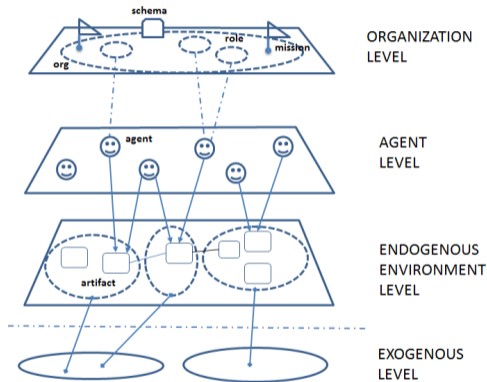 schema
role
org
mission
ORGANIZATION
LEVEL
agent
AGENT
LEVEL
artifact
ENDOGENOUS
ENVIRONMENT
LEVEL
EXOGENOUS
LEVEL